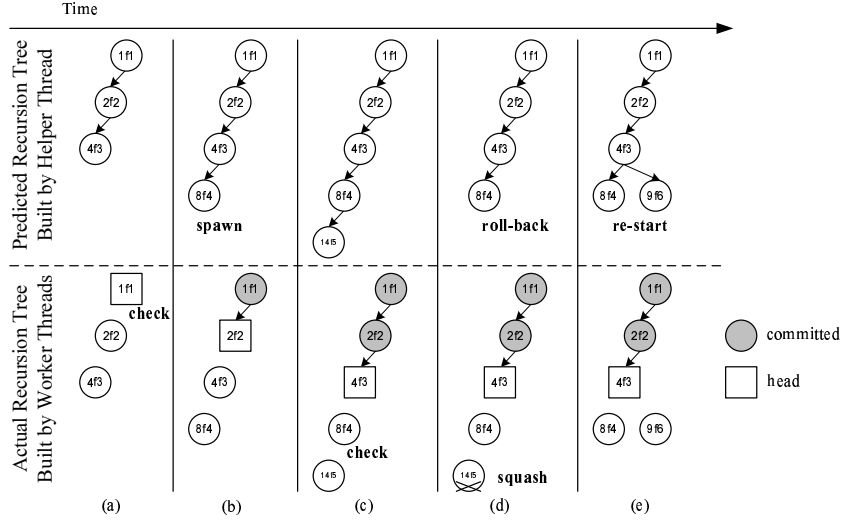 Time
Predicted Recursion Tree
Built by Helper Thread
1f1
2f2
4f3
1f1
2f2
4f3
8f4
spawn
1f1
2f2
4f3
8f4
14f5
1f1
2f2
4f3
8f4
roll-back
1f1
2f2
4f3
8f4
9f6
re-start
Actual Recursion Tree
Built by Worker Threads
1f1
check
2f2
4f3
1f1
2f2
4f3
8f4
1f1
2f2
4f3
8f4
check
14f5
1f1
2f2
4f3
8f4
14f5
squash
1f1
2f2
4f3
8f4
9f6
committed
head
(a)
(b)
(c)
(d)
(e)